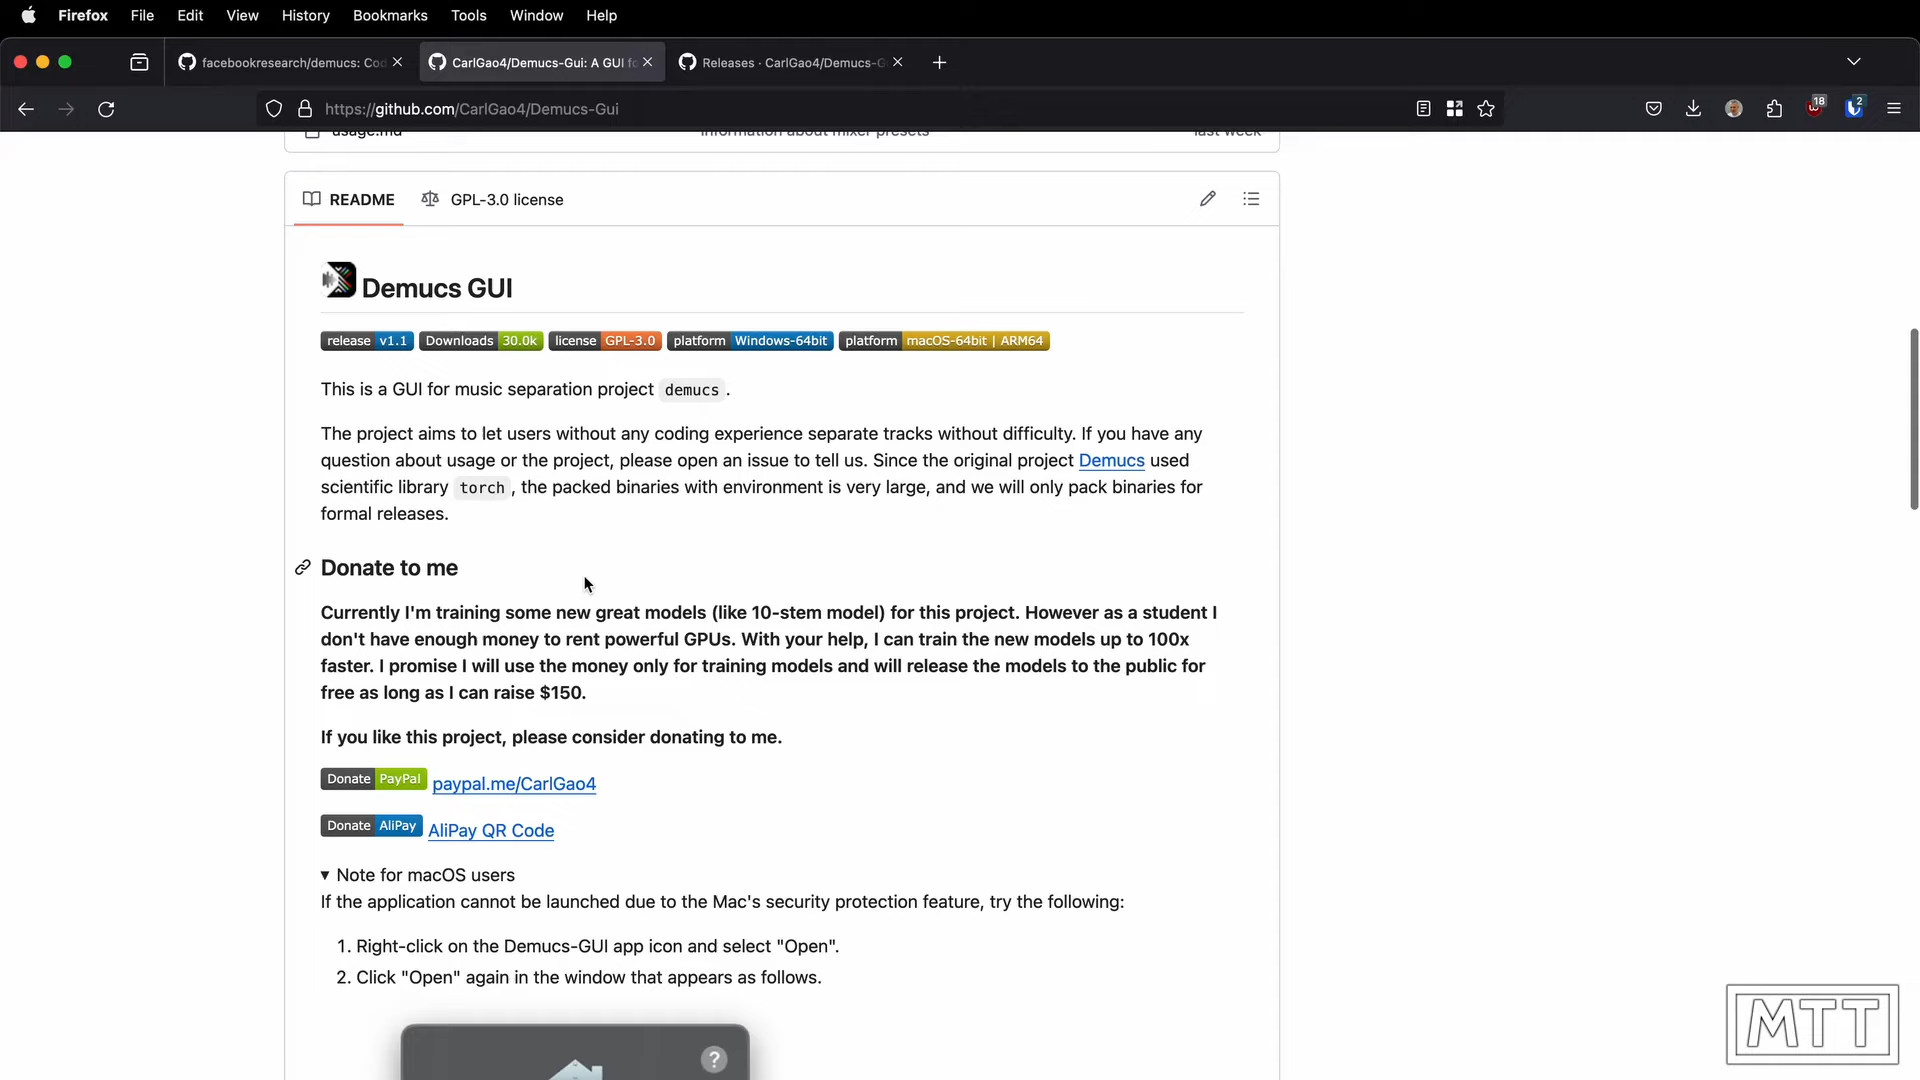 Firefox File Edit View History Bookmarks Tools Window Help
facebookresearch/demucs: Co
CarlGao4/Demucs-Gui: A GUI fo
Releases · CarlGao4/Demucs-G
https://github.com/CarlGao4/Demucs-Gui
18
2
usage.md information about mixer presets last week
README GPL-3.0 license
Demucs GUI
release v1.1 Downloads 30.0k license GPL-3.0 platform Windows-64bit platform macOS-64bit | ARM64
This is a GUI for music separation project demucs .
The project aims to let users without any coding experience separate tracks without difficulty. If you have any
question about usage or the project, please open an issue to tell us. Since the original project Demucs used
scientific library torch , the packed binaries with environment is very large, and we will only pack binaries for
formal releases.
Donate to me
Currently I'm training some new great models (like 10-stem model) for this project. However as a student I
don't have enough money to rent powerful GPUs. With your help, I can train the new models up to 100x
faster. I promise I will use the money only for training models and will release the models to the public for
free as long as I can raise $150.
If you like this project, please consider donating to me.
Donate PayPal paypal.me/CarlGao4
Donate AliPay AliPay QR Code
▼ Note for macOS users
If the application cannot be launched due to the Mac's security protection feature, try the following:
1. Right-click on the Demucs-GUI app icon and select "Open".
2. Click "Open" again in the window that appears as follows.
?
MTT